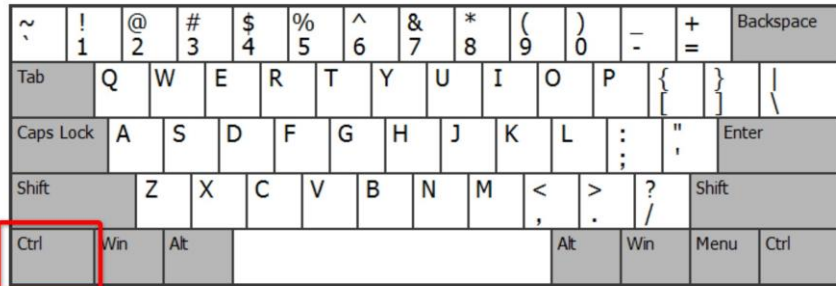 ~ ! @ # $ % ^ & * ( ) _ + Backspace
` 1 2 3 4 5 6 7 8 9 0 - =
Tab Q W E R T Y U I O P { } |
[ ] \
Caps Lock A S D F G H J K L : " Enter
; '
Shift Z X C V B N M < > ? Shift
, . /
Ctrl Win Alt Alt Win Menu Ctrl